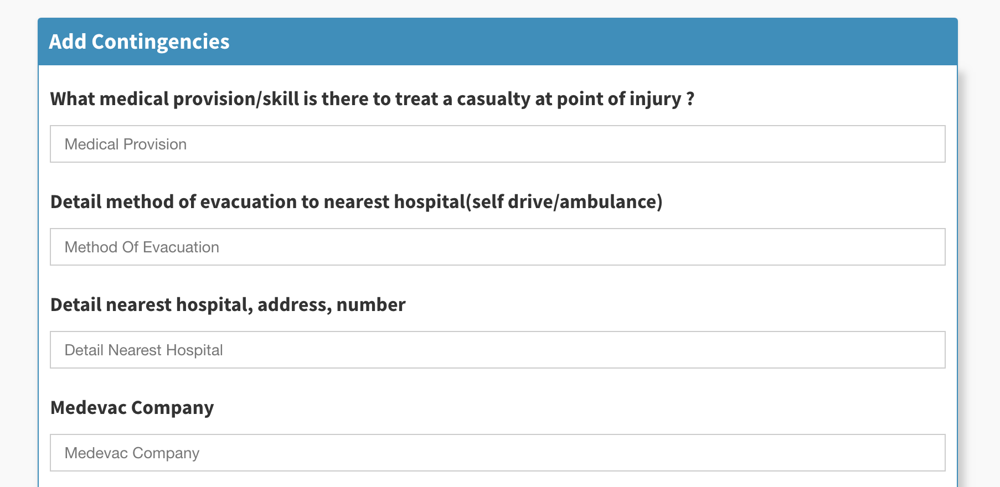 Add Contingencies
What medical provision/skill is there to treat a casualty at point of injury ?
Medical Provision
Detail method of evacuation to nearest hospital(self drive/ambulance)
Method Of Evacuation
Detail nearest hospital, address, number
Detail Nearest Hospital
Medevac Company
Medevac Company